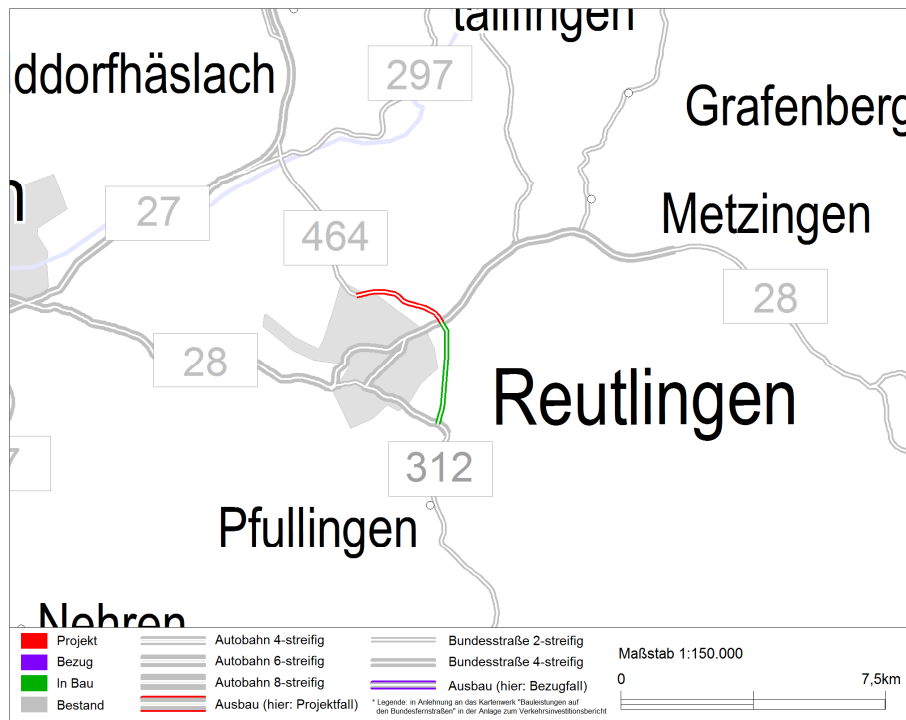 ddorfhäslach
297
Grafenberg
27
464
Metzingen
28
28
Reutlingen
312
Pfullingen
Nehren
Projekt
Bezug
In Bau
Bestand
Autobahn 4-streifig
Autobahn 6-streifig
Autobahn 8-streifig
Ausbau (hier: Projektfall)
Bundesstraße 2-streifig
Bundesstraße 4-streifig
Ausbau (hier: Bezugfall)
* Legende: in Anlehnung an das Kartenwerk "Bauleistungen auf
den Bundesfernstraßen" in der Anlage zum Verkehrsinvestitionsbericht
Maßstab 1:150.000
0
7,5km